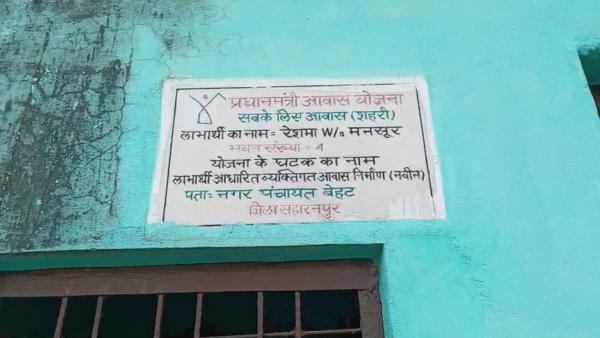 प्रधानमंत्री आवास योजना
सबके लिए आवास (शहरी)
लाभार्थी का नाम = रेशमा W/o मनसूर
भवन संख्या = 4
योजना के घटक का नाम
लाभार्थी आधारित व्यक्तिगत आवास निर्माण (नवीन)
पता:- नगर पंचायत बेहट
जिला सहारनपुर